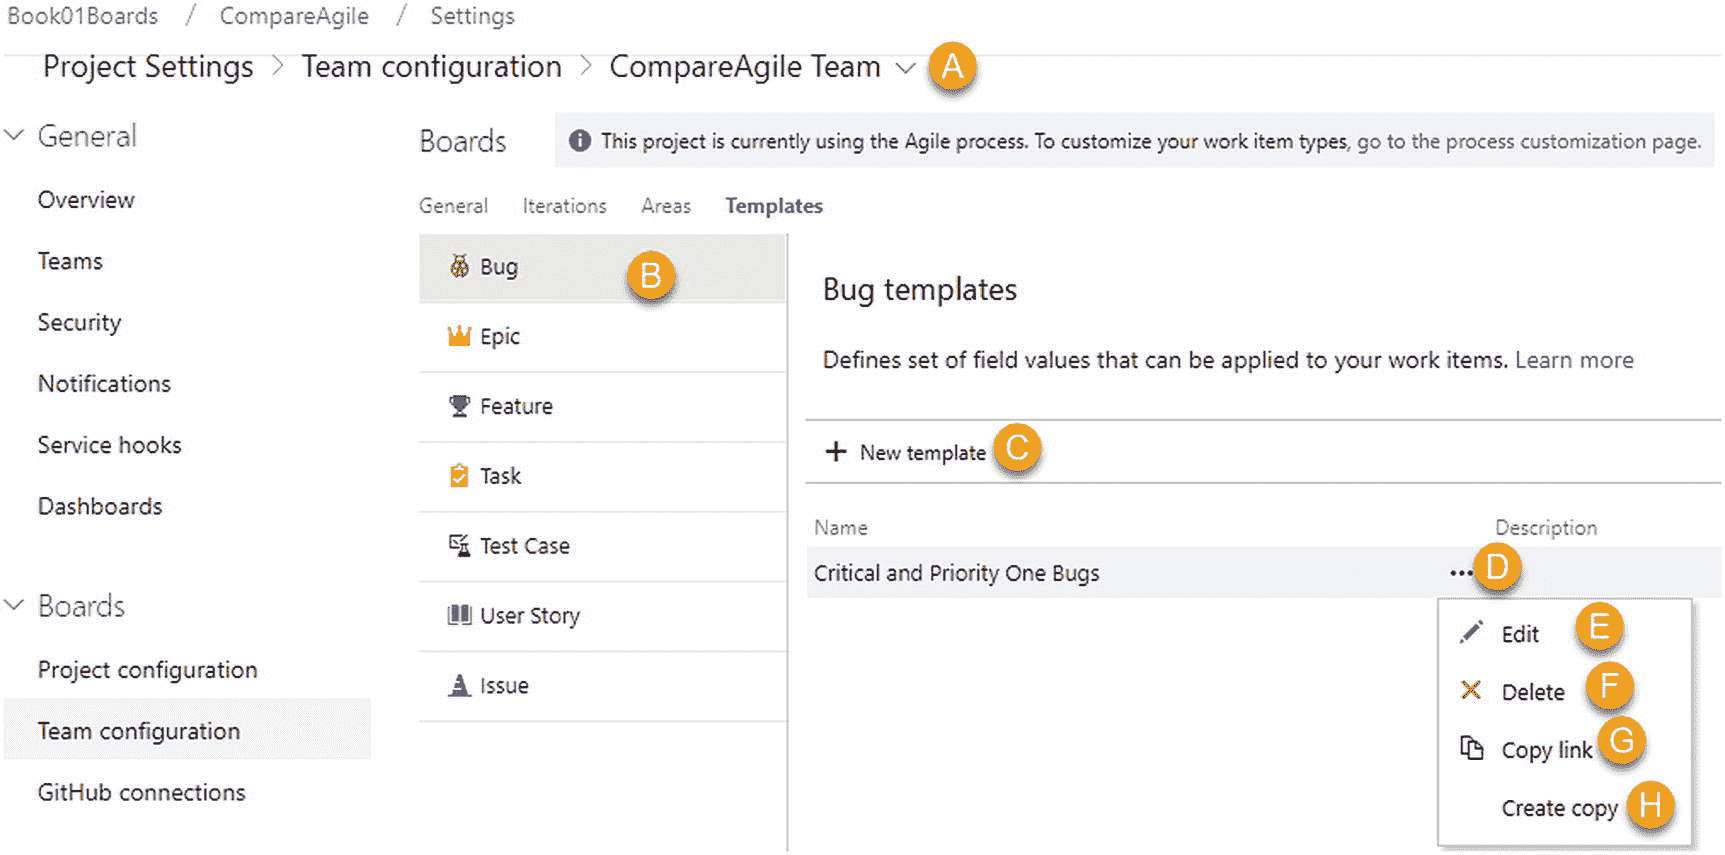 Book01Boards / CompareAgile / Settings
Project Settings > Team configuration > CompareAgile Team A
General
Overview
Teams
Security
Notifications
Service hooks
Dashboards
Boards
Project configuration
Team configuration
GitHub connections
Boards
This project is currently using the Agile process. To customize your work item types, go to the process customization page.
General Iterations Areas Templates
Bug B
Epic
Feature
Task
Test Case
User Story
Issue
Bug templates
Defines set of field values that can be applied to your work items. Learn more
+ New template C
Name Description
Critical and Priority One Bugs ... D
Edit E
Delete F
Copy link G
Create copy H